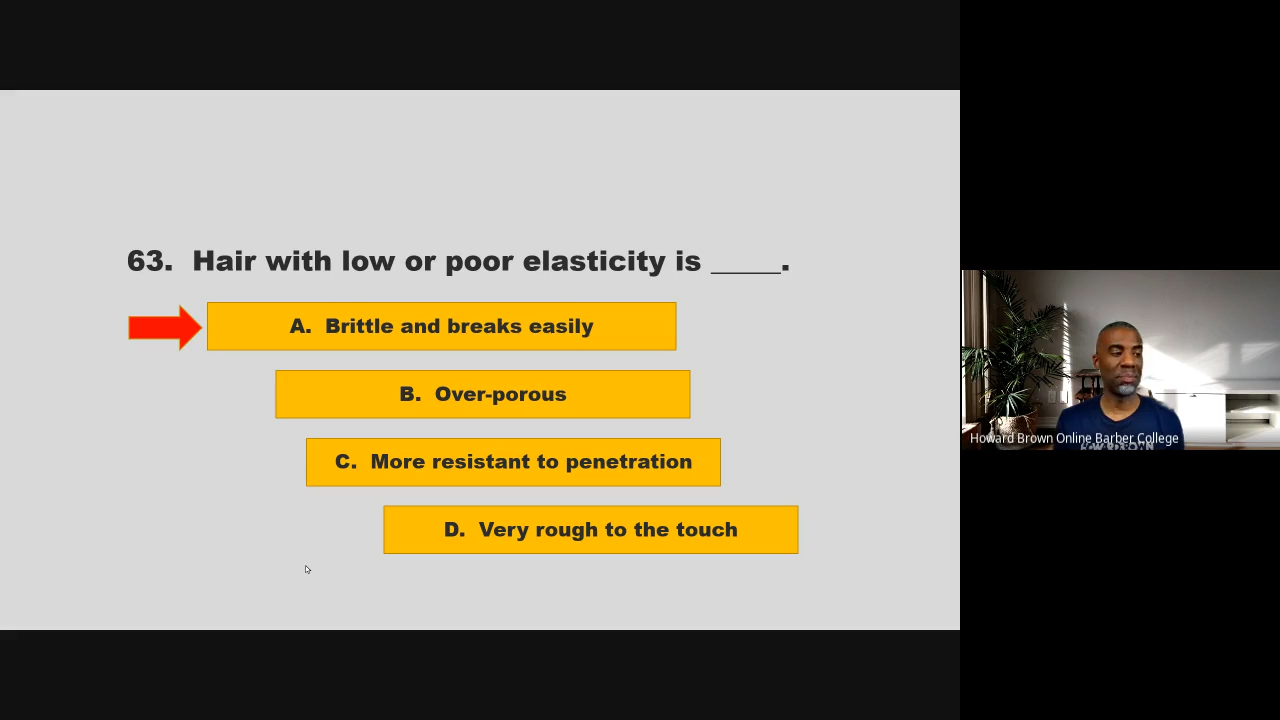 63. Hair with low or poor elasticity is _____.
A. Brittle and breaks easily
B. Over-porous
C. More resistant to penetration
D. Very rough to the touch
Howard Brown Online Barber College